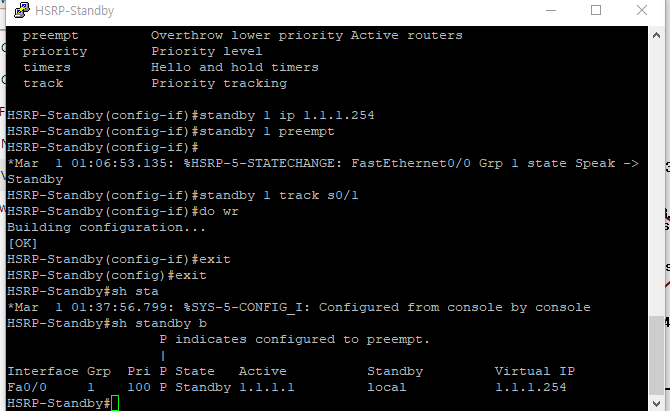 HSRP-Standby
preempt Overthrow lower priority Active routers
priority Priority level
timers Hello and hold timers
track Priority tracking
HSRP-Standby(config-if)#standby 1 ip 1.1.1.254
HSRP-Standby(config-if)#standby 1 preempt
HSRP-Standby(config-if)#
*Mar 1 01:06:53.135: %HSRP-5-STATECHANGE: FastEthernet0/0 Grp 1 state Speak ->
Standby
HSRP-Standby(config-if)#standby 1 track s0/1
HSRP-Standby(config-if)#do wr
Building configuration...
[OK]
HSRP-Standby(config-if)#exit
HSRP-Standby(config)#exit
HSRP-Standby#sh sta
*Mar 1 01:37:56.799: %SYS-5-CONFIG_I: Configured from console by console
HSRP-Standby#sh standby b
P indicates configured to preempt.
|
Interface Grp Pri P State Active Standby Virtual IP
Fa0/0 1 100 P Standby 1.1.1.1 local 1.1.1.254
HSRP-Standby#